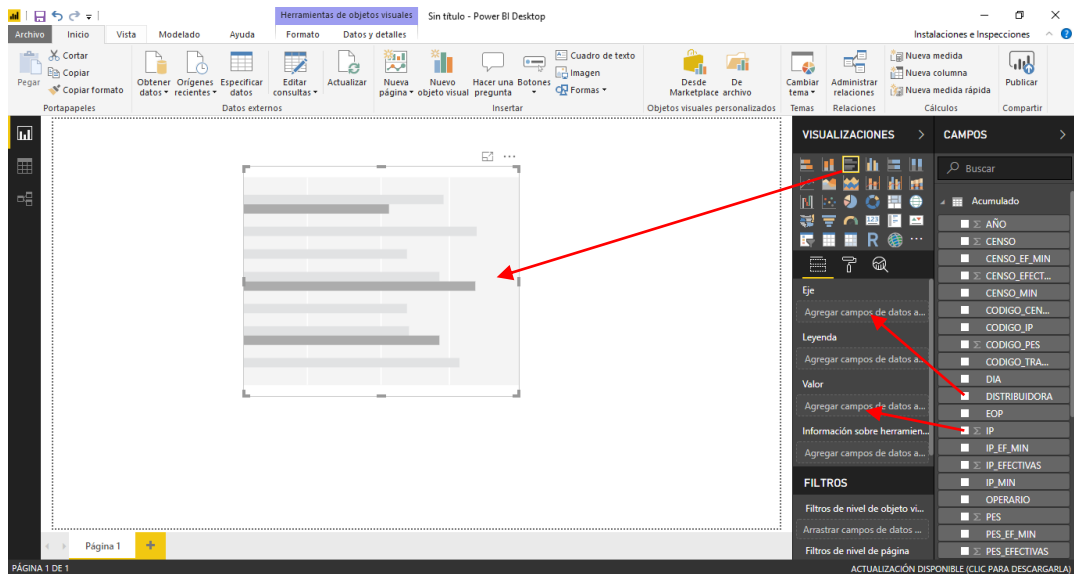 Herramientas de objetos visuales
Sin título - Power BI Desktop
Archivo
Inicio
Vista
Modelado
Ayuda
Formato
Datos y detalles
Instalaciones e Inspecciones
Pegar
Cortar
Copiar
Copiar formato
Portapapeles
Obtener datos
Orígenes recientes
Especificar datos
Editar consultas
Actualizar
Datos externos
Nueva página
Nuevo objeto visual
Hacer una pregunta
Botones
Cuadro de texto
Imagen
Formas
Insertar
Desde Marketplace
De archivo
Objetos visuales personalizados
Cambiar tema
Temas
Administrar relaciones
Relaciones
Nueva medida
Nueva columna
Nueva medida rápida
Cálculos
Publicar
Compartir
VISUALIZACIONES
CAMPOS
Buscar
Acumulado
AÑO
CENSO
CENSO_EF_MIN
CENSO_EFECT...
CENSO_MIN
CODIGO_CEN...
CODIGO_IP
CODIGO_PES
CODIGO_TRA...
DIA
DISTRIBUIDORA
EOP
IP
IP_EF_MIN
IP_EFECTIVAS
IP_MIN
OPERARIO
PES
PES_EF_MIN
PES_EFECTIVAS
R
123
Eje
Agregar campos de datos a...
Leyenda
Agregar campos de datos a...
Valor
Agregar campos de datos a...
Información sobre herramien...
Agregar campos de datos a...
FILTROS
Filtros de nivel de objeto vi...
Arrastrar campos de datos ...
Filtros de nivel de página
Página 1
PÁGINA 1 DE 1
ACTUALIZACIÓN DISPONIBLE (CLIC PARA DESCARGARLA)